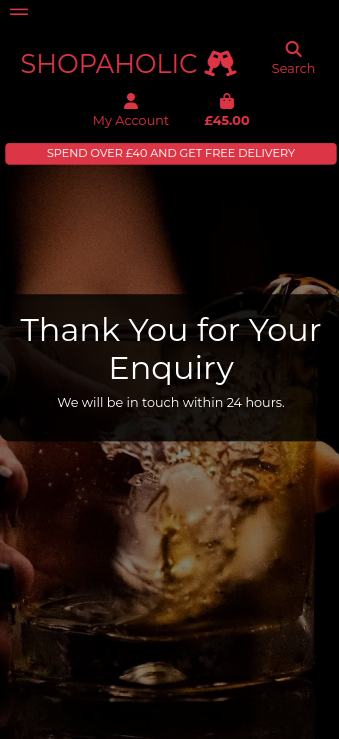 SHOPAHOLIC
Search
My Account
£45.00
SPEND OVER £40 AND GET FREE DELIVERY
Thank You for Your
Enquiry
We will be in touch within 24 hours.